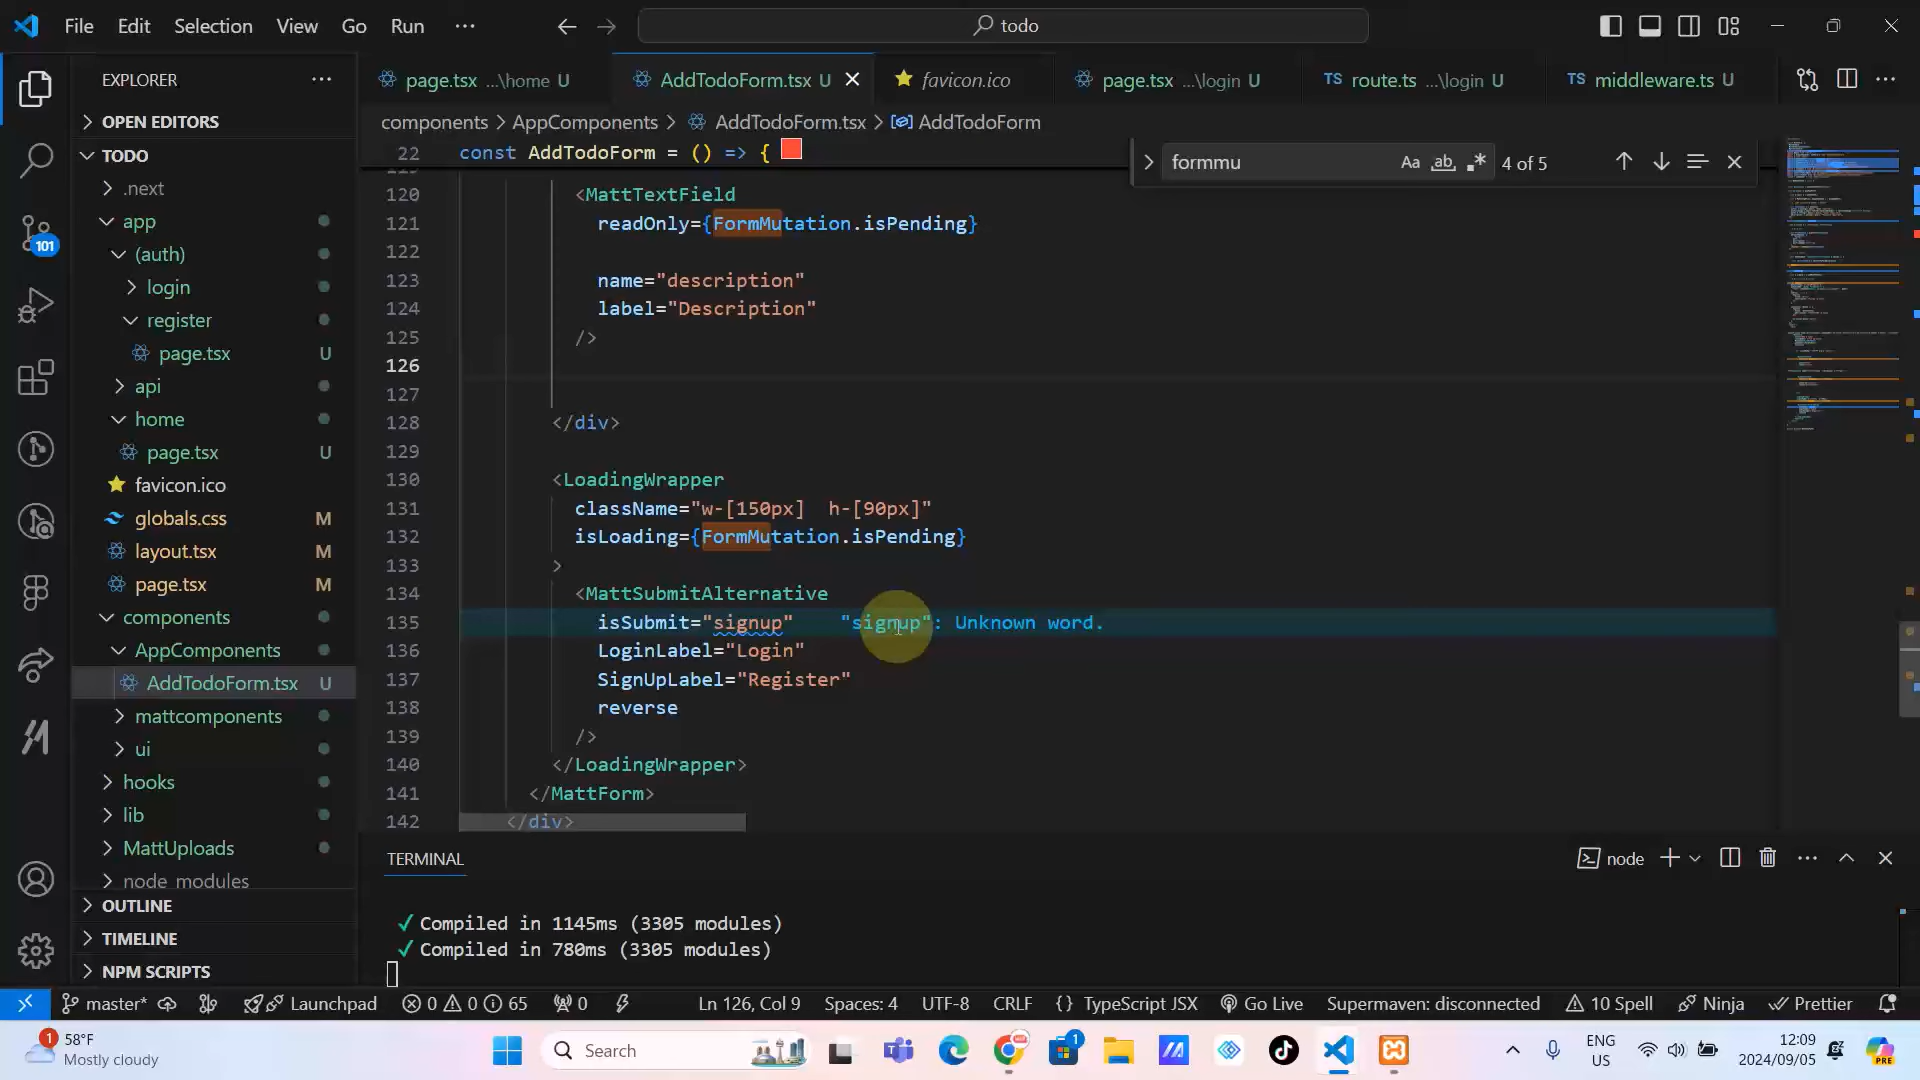 File Edit Selection View Go Run ···
todo
EXPLORER ···
page.tsx ...\home U
AddTodoForm.tsx U
favicon.ico
page.tsx ...\login U
TS route.ts ...\login U
TS middleware.ts U
OPEN EDITORS
TODO
.next
app
(auth)
login
register
page.tsx U
api
home
page.tsx U
favicon.ico
globals.css M
layout.tsx M
page.tsx M
components
AppComponents
AddTodoForm.tsx U
mattcomponents
ui
hooks
lib
MattUploads
node_modules
OUTLINE
TIMELINE
NPM SCRIPTS
101
components > AppComponents > AddTodoForm.tsx > AddTodoForm
22 const AddTodoForm = () => {
formmu Aa ab 4 of 5
120 <MattTextField
121 readOnly={FormMutation.isPending}
122
123 name="description"
124 label="Description"
125 />
126
127
128 </div>
129
130 <LoadingWrapper
131 className="w-[150px]  h-[90px]"
132 isLoading={FormMutation.isPending}
133 >
134 <MattSubmitAlternative
135 isSubmit="signup" "signup": Unknown word.
136 LoginLabel="Login"
137 SignUpLabel="Register"
138 reverse
139 />
140 </LoadingWrapper>
141 </MattForm>
142 </div>
TERMINAL
node
✓ Compiled in 1145ms (3305 modules)
✓ Compiled in 780ms (3305 modules)
master* Launchpad 0 0 65 0 Ln 126, Col 9 Spaces: 4 UTF-8 CRLF {} TypeScript JSX Go Live Supermaven: disconnected 10 Spell Ninja Prettier
1 58°F
Mostly cloudy
Search
1
ENG
US
12:09
2024/09/05
PRE